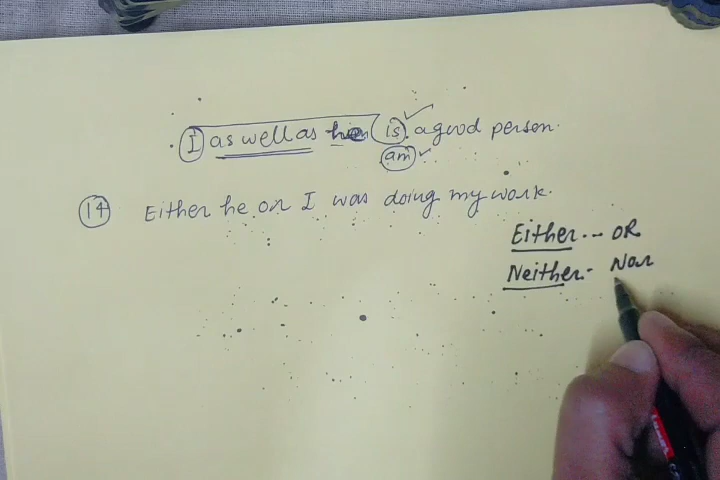 I as well as he is a good person.
am
14 Either he or I was doing my work.
Either -- OR
Neither - Nor